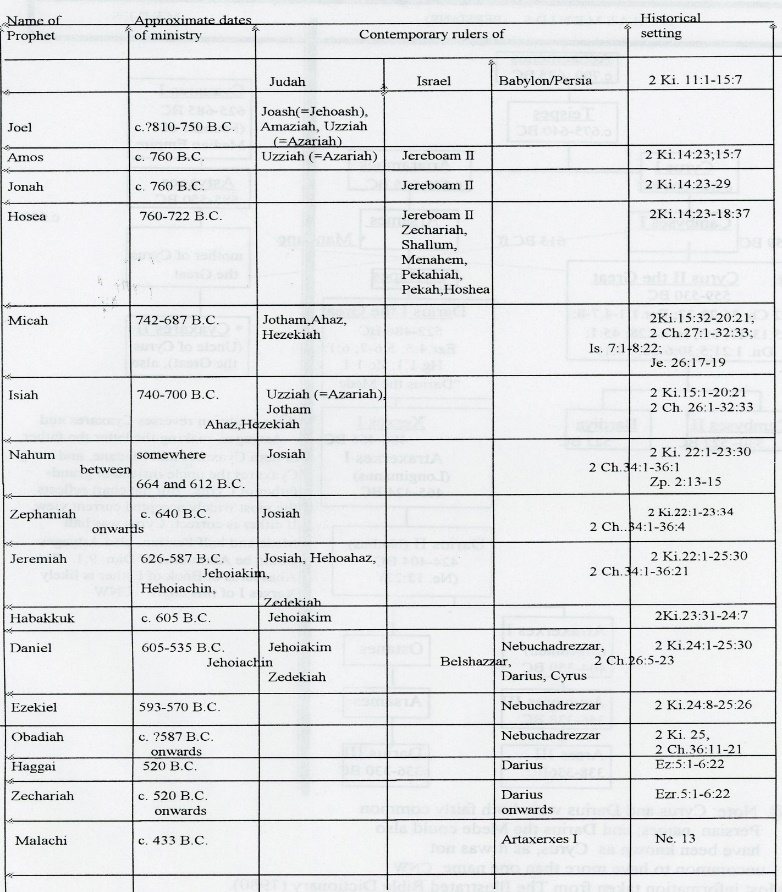 Name of Prophet Approximate dates of ministry Contemporary rulers of Historical setting
Judah Israel Babylon/Persia 2 Ki. 11:1-15:7
Joel c.?810-750 B.C. Joash(=Jehoash),
Amaziah, Uzziah
(=Azariah)
Amos c. 760 B.C. Uzziah (=Azariah) Jereboam II 2 Ki.14:23;15:7
Jonah c. 760 B.C. Jereboam II 2 Ki.14:23-29
Hosea 760-722 B.C. Jereboam II 2Ki.14:23-18:37
Zechariah,
Shallum,
Menahem,
Pekahiah,
Pekah,Hoshea
Micah 742-687 B.C. Jotham,Ahaz, 2Ki.15:32-20:21;
Hezekiah 2 Ch.27:1-32:33;
Is. 7:1-8:22;
Je. 26:17-19
Isiah 740-700 B.C. Uzziah (=Azariah), 2 Ki.15:1-20:21
Jotham 2 Ch. 26:1-32:33
Ahaz,Hezekiah
Nahum somewhere Josiah 2 Ki. 22:1-23:30
between 2 Ch.34:1-36:1
664 and 612 B.C. Zp. 2:13-15
Zephaniah c. 640 B.C. Josiah 2 Ki.22:1-23:34
onwards 2 Ch..34:1-36:4
Jeremiah 626-587 B.C. Josiah, Hehoahaz, 2 Ki.22:1-25:30
Jehoiakim, 2 Ch.34:1-36:21
Hehoiachin,
Zedekiah
Habakkuk c. 605 B.C. Jehoiakim 2Ki.23:31-24:7
Daniel 605-535 B.C. Jehoiakim Nebuchadrezzar, 2 Ki.24:1-25:30
Jehoiachin Belshazzar, 2 Ch.26:5-23
Zedekiah Darius, Cyrus
Ezekiel 593-570 B.C. Nebuchadrezzar 2 Ki.24:8-25:26
Obadiah c. ?587 B.C. Nebuchadrezzar 2 Ki. 25,
onwards 2 Ch.36:11-21
Haggai 520 B.C. Darius Ez:5:1-6:22
Zechariah c. 520 B.C. Darius Ezr.5:1-6:22
onwards onwards
Malachi c. 433 B.C. Artaxerxes I Ne. 13